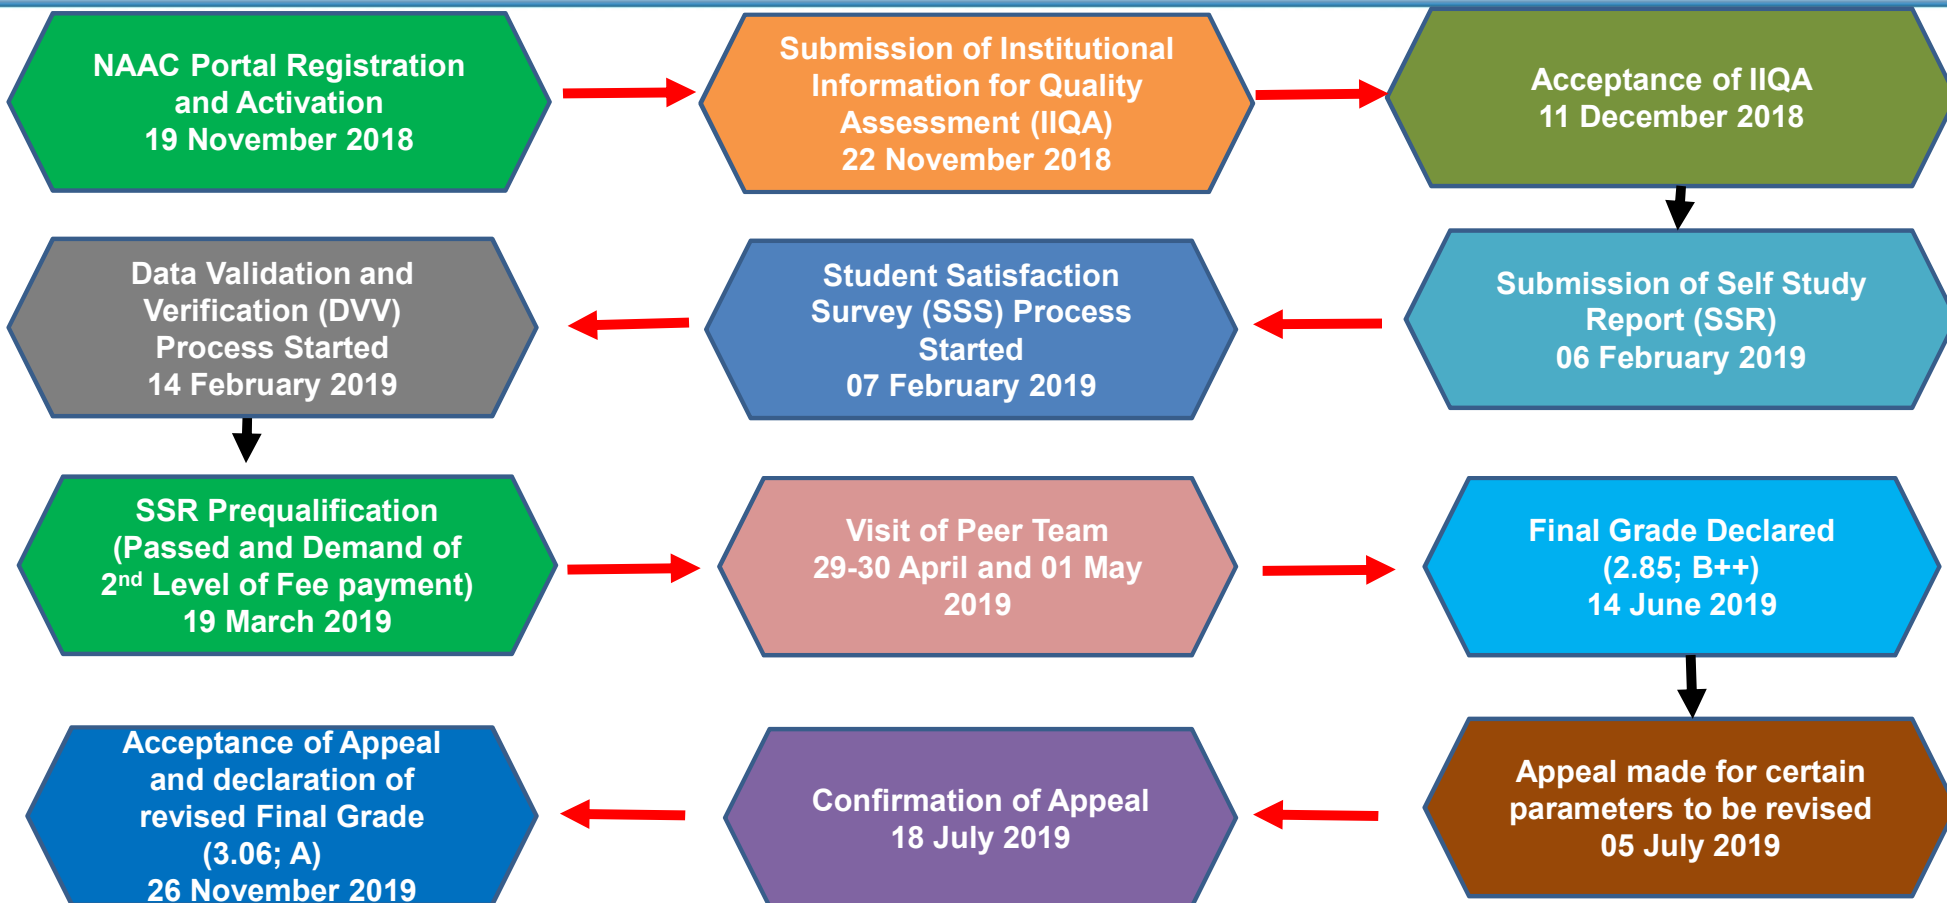 NAAC Portal Registration
and Activation
19 November 2018
Submission of Institutional
Information for Quality
Assessment (IIQA)
22 November 2018
Acceptance of IIQA
11 December 2018
Submission of Self Study
Report (SSR)
06 February 2019
Student Satisfaction
Survey (SSS) Process
Started
07 February 2019
Data Validation and
Verification (DVV)
Process Started
14 February 2019
SSR Prequalification
(Passed and Demand of
2nd Level of Fee payment)
19 March 2019
Visit of Peer Team
29-30 April and 01 May
2019
Final Grade Declared
(2.85; B++)
14 June 2019
Appeal made for certain
parameters to be revised
05 July 2019
Confirmation of Appeal
18 July 2019
Acceptance of Appeal
and declaration of
revised Final Grade
(3.06; A)
26 November 2019